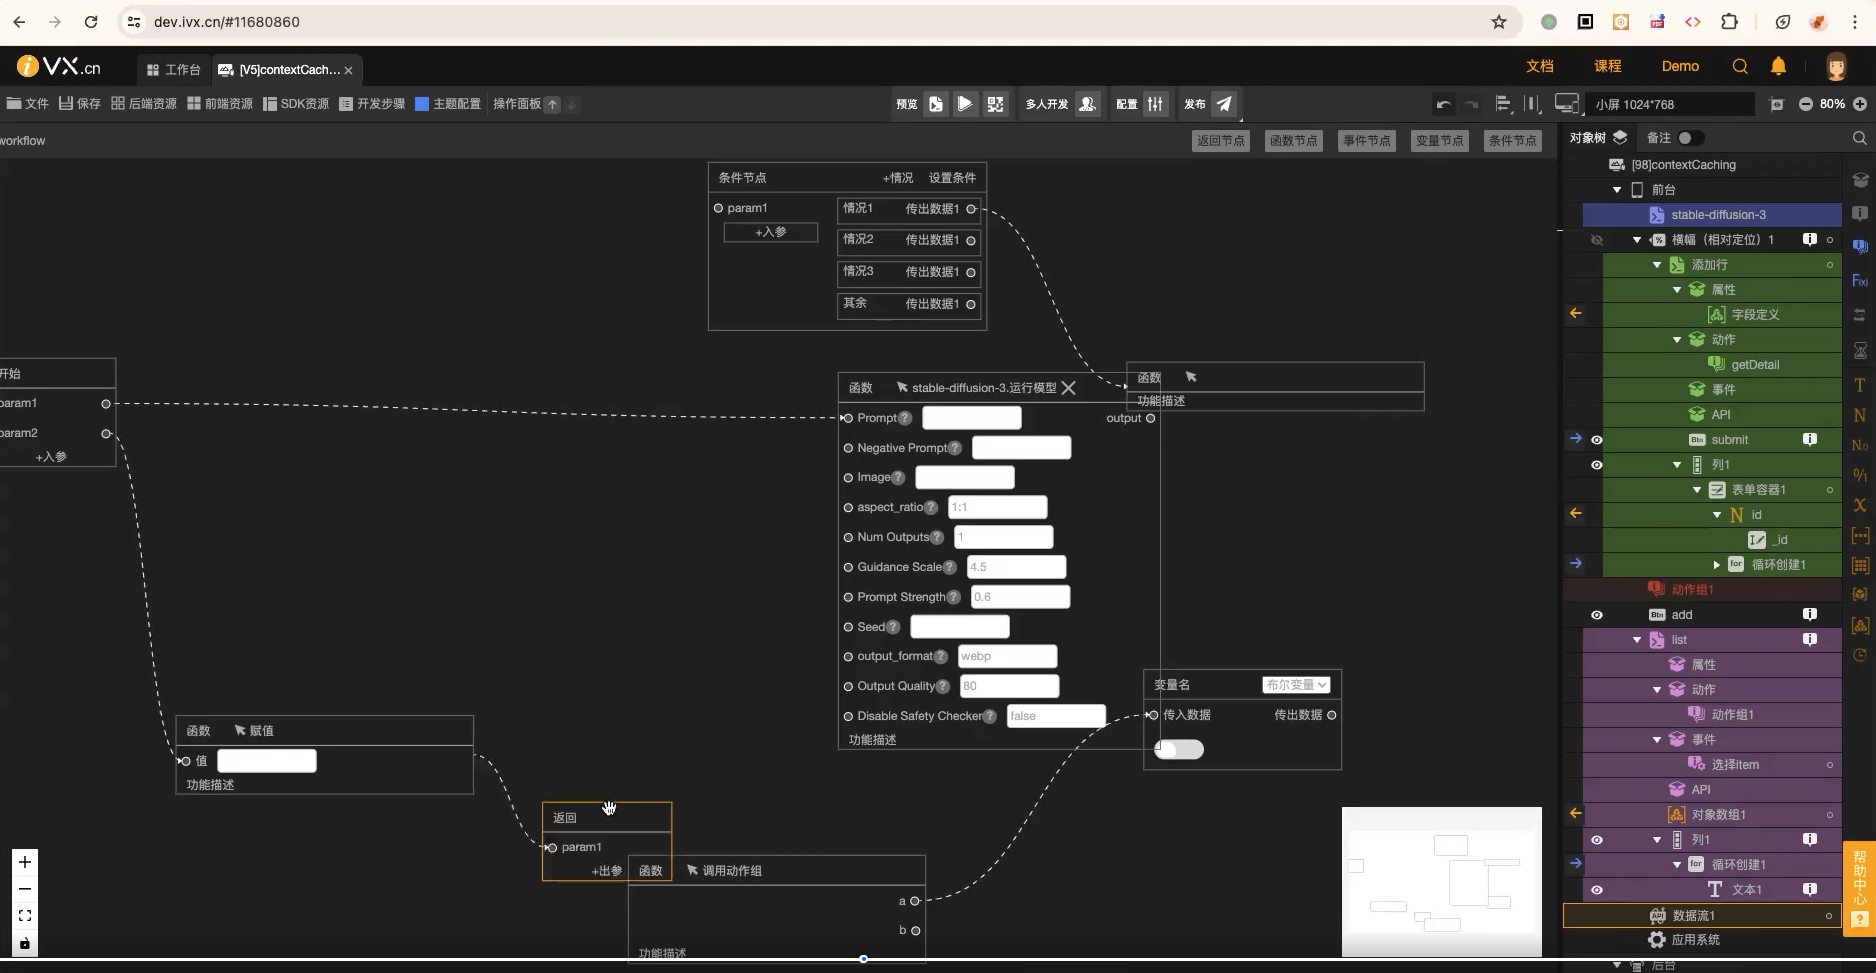 dev.ivx.cn/#11680860
iVX.cn
工作台
[V5]contextCach...
文档
课程
Demo
文件
保存
后端资源
前端资源
SDK资源
开发步骤
主题配置
操作面板
预览
多人开发
配置
发布
小屏 1024*768
80%
workflow
返回节点
函数节点
事件节点
变量节点
条件节点
对象树
备注
条件节点
+情况
设置条件
param1
+入参
情况1 传出数据1
情况2 传出数据1
情况3 传出数据1
其余 传出数据1
开始
param1
param2
+入参
函数 stable-diffusion-3.运行模型
Prompt?
output
Negative Prompt?
Image?
aspect_ratio? 1:1
Num Outputs? 1
Guidance Scale? 4.5
Prompt Strength? 0.6
Seed?
output_format? webp
Output Quality? 80
Disable Safety Checker? false
功能描述
函数
功能描述
变量名 布尔变量
传入数据 传出数据
函数 赋值
值
功能描述
返回
param1
+出参
函数 调用动作组
a
b
功能描述
[98]contextCaching
前台
stable-diffusion-3
横幅（相对定位）1
添加行
属性
字段定义
动作
getDetail
事件
API
Btn submit
列1
表单容器1
N id
_id
for 循环创建1
动作组1
Btn add
list
属性
动作
动作组1
事件
选择item
API
对象数组1
列1
for 循环创建1
T 文本1
API 数据流1
应用系统
后台
F(x)
T
N
0/1
X
帮助中心
?